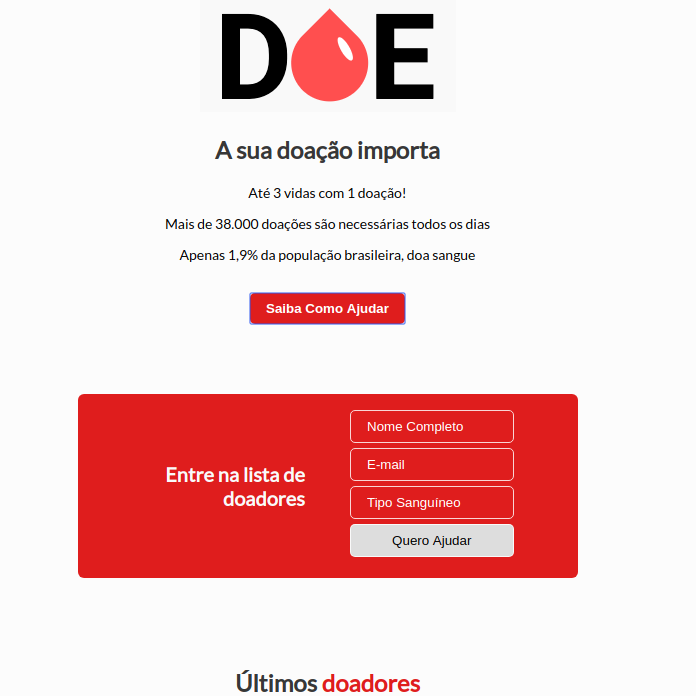 DOE
A sua doação importa
Até 3 vidas com 1 doação!
Mais de 38.000 doações são necessárias todos os dias
Apenas 1,9% da população brasileira, doa sangue
Saiba Como Ajudar
Entre na lista de
doadores
Nome Completo
E-mail
Tipo Sanguíneo
Quero Ajudar
Últimos doadores